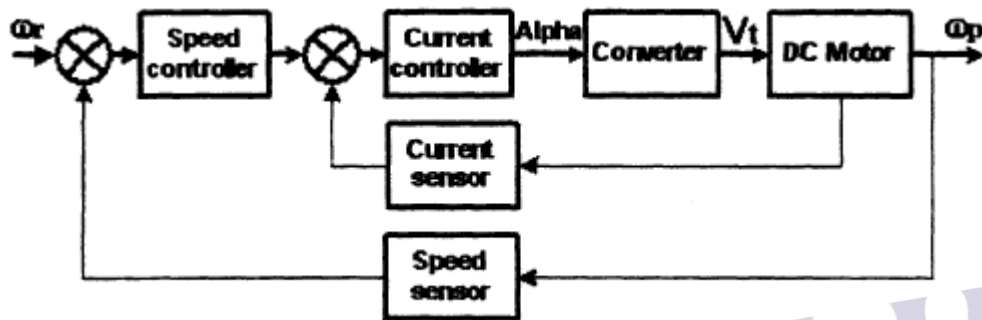 ωr
Speed
controller
Current
controller
Alpha
Converter
Vt
DC Motor
ωp
Current
sensor
Speed
sensor